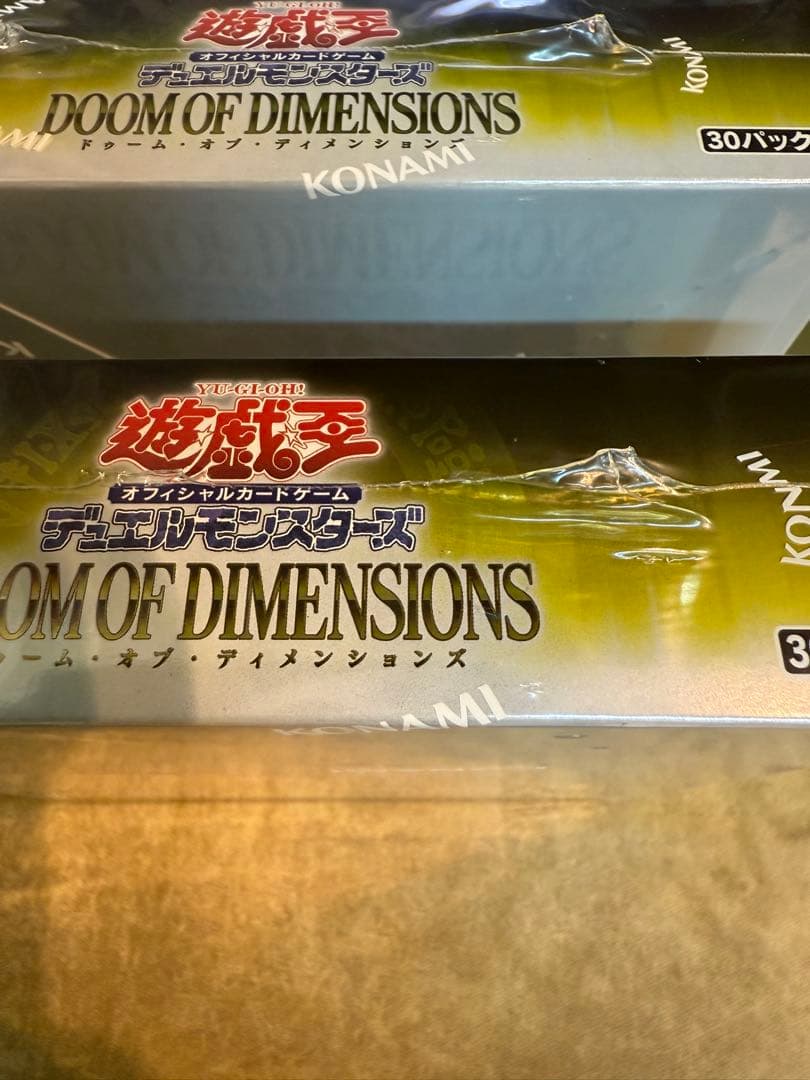 YU-GI-OH!
遊戯王
オフィシャルカードゲーム
デュエルモンスターズ
KONAMI
DOOM OF DIMENSIONS
ドゥーム・オブ・ディメンションズ
30パック
KONAMI
YU-GI-OH!
遊戯王
オフィシャルカードゲーム
デュエルモンスターズ
OM OF DIMENSIONS
ーム・オブ・ディメンションズ
KONAMI